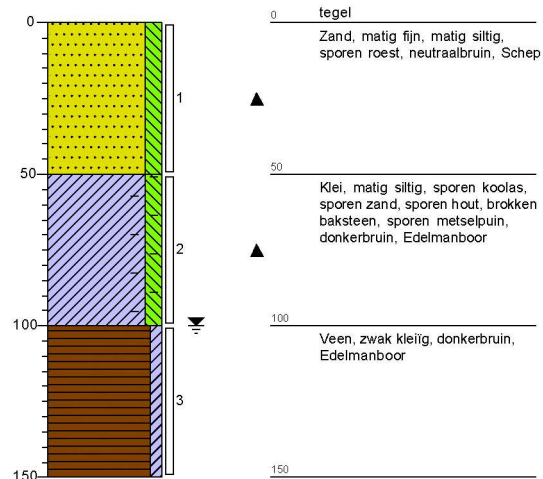 0
50
100
150
1
2
3
0
tegel
Zand, matig fijn, matig siltig,
sporen roest, neutraalbruin, Schep
50
Klei, matig siltig, sporen koolas,
sporen zand, sporen hout, brokken
baksteen, sporen metselpuin,
donkerbruin, Edelmanboor
100
Veen, zwak kleiïg, donkerbruin,
Edelmanboor
150